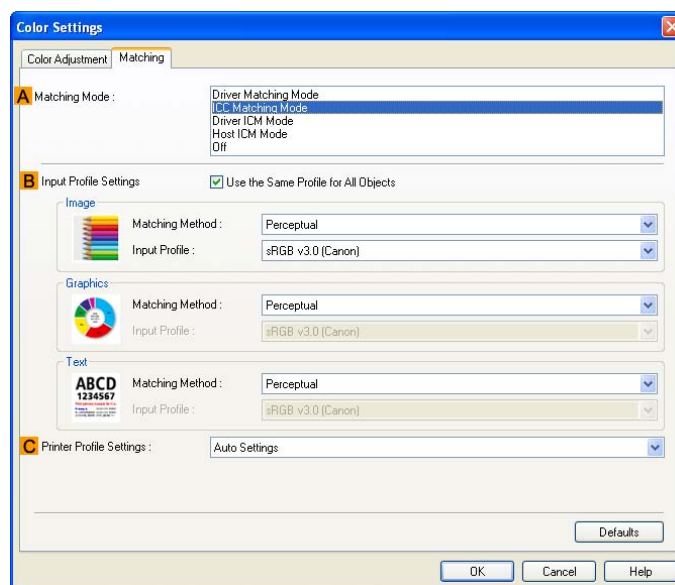 Color Settings
Color Adjustment Matching
A Matching Mode :
Driver Matching Mode
ICC Matching Mode
Driver ICM Mode
Host ICM Mode
Off
B Input Profile Settings Use the Same Profile for All Objects
Image
Matching Method : Perceptual
Input Profile : sRGB v3.0 (Canon)
Graphics
Matching Method : Perceptual
Input Profile : sRGB v3.0 (Canon)
Text
ABCD
1234567
Matching Method : Perceptual
Input Profile : sRGB v3.0 (Canon)
C Printer Profile Settings : Auto Settings
Defaults
OK Cancel Help